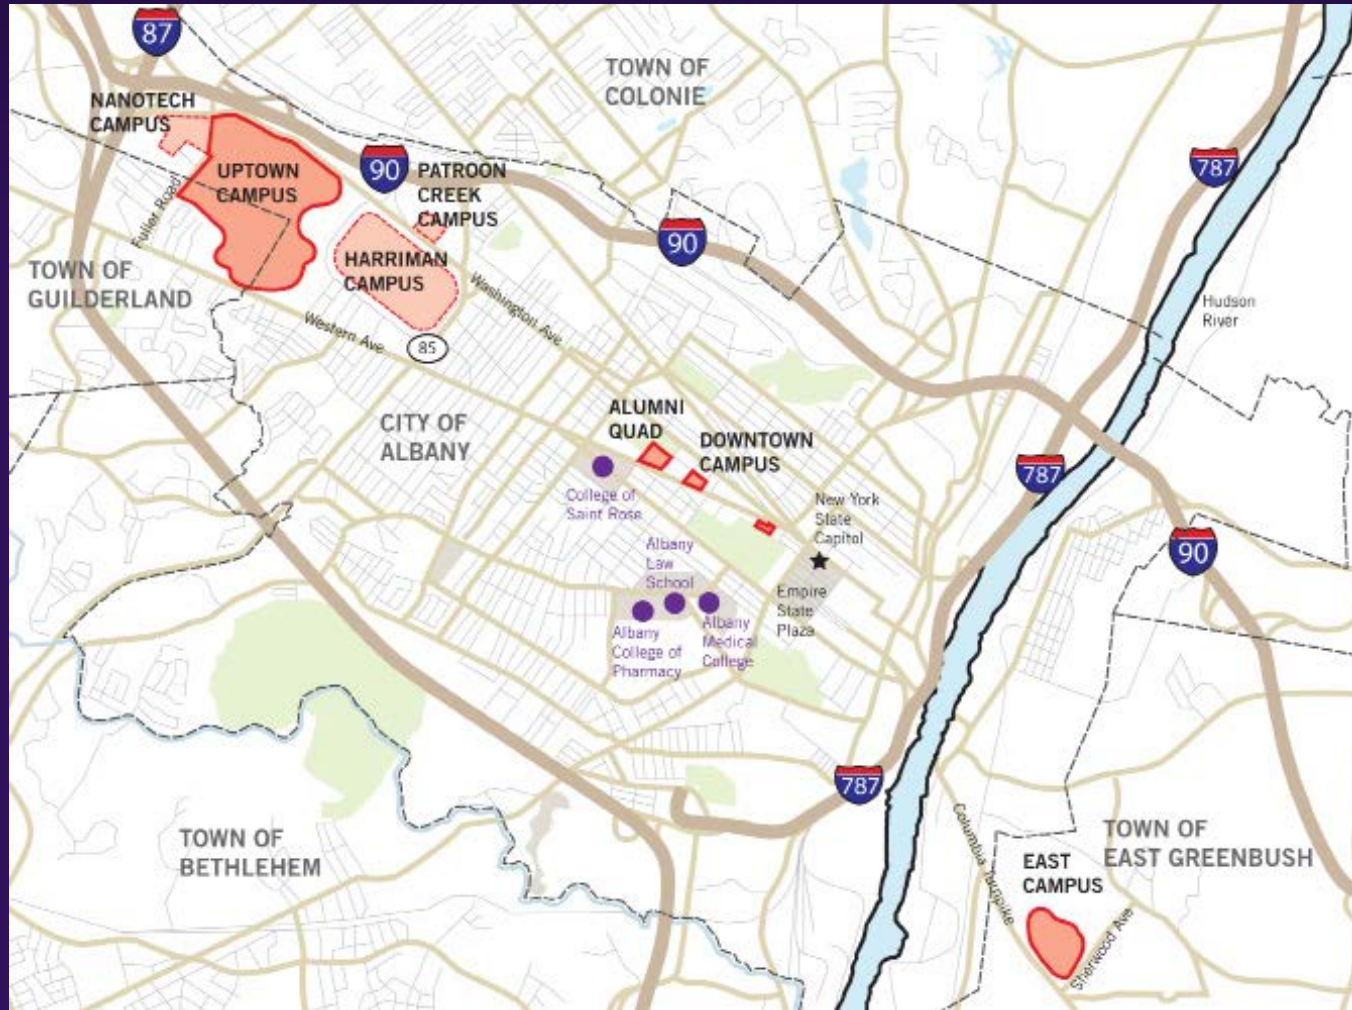 87
NANOTECH
CAMPUS
TOWN OF
COLONIE
UPTOWN
CAMPUS
90
PATROON
CREEK
CAMPUS
787
Fuller Road
90
HARRIMAN
CAMPUS
TOWN OF
GUILDERLAND
Washington Ave
Hudson
River
Western Ave
85
CITY OF
ALBANY
ALUMNI
QUAD
DOWNTOWN
CAMPUS
787
College of
Saint Rose
New York
State
Capitol
90
Albany
Law
School
Empire
State
Plaza
Albany
College of
Pharmacy
Albany
Medical
College
787
TOWN OF
BETHLEHEM
Columbia Turnpike
TOWN OF
EAST GREENBUSH
EAST
CAMPUS
Sherwood Ave